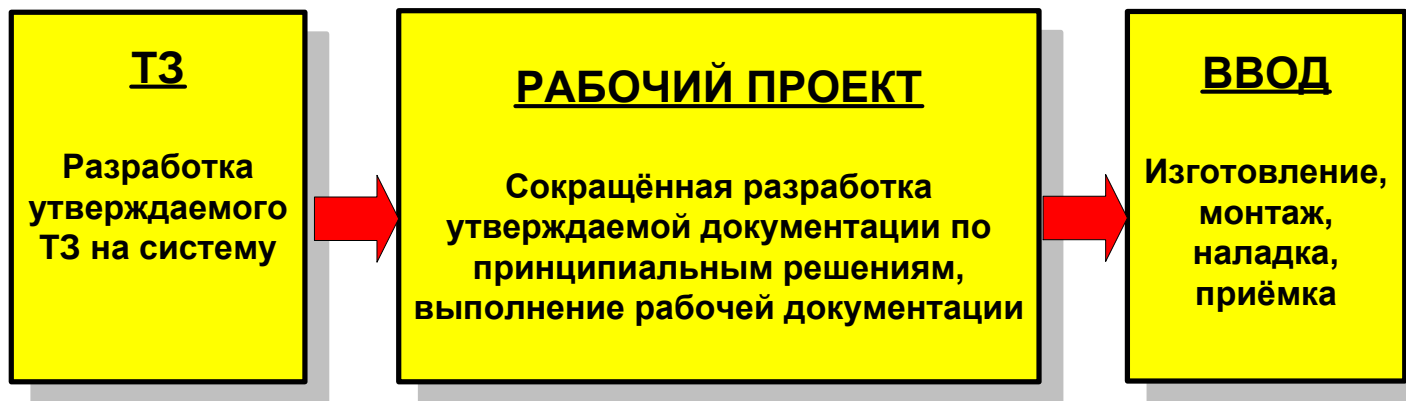 ТЗ
Разработка
утверждаемого
ТЗ на систему
РАБОЧИЙ ПРОЕКТ
Сокращённая разработка
утверждаемой документации по
принципиальным решениям,
выполнение рабочей документации
ВВОД
Изготовление,
монтаж,
наладка,
приёмка